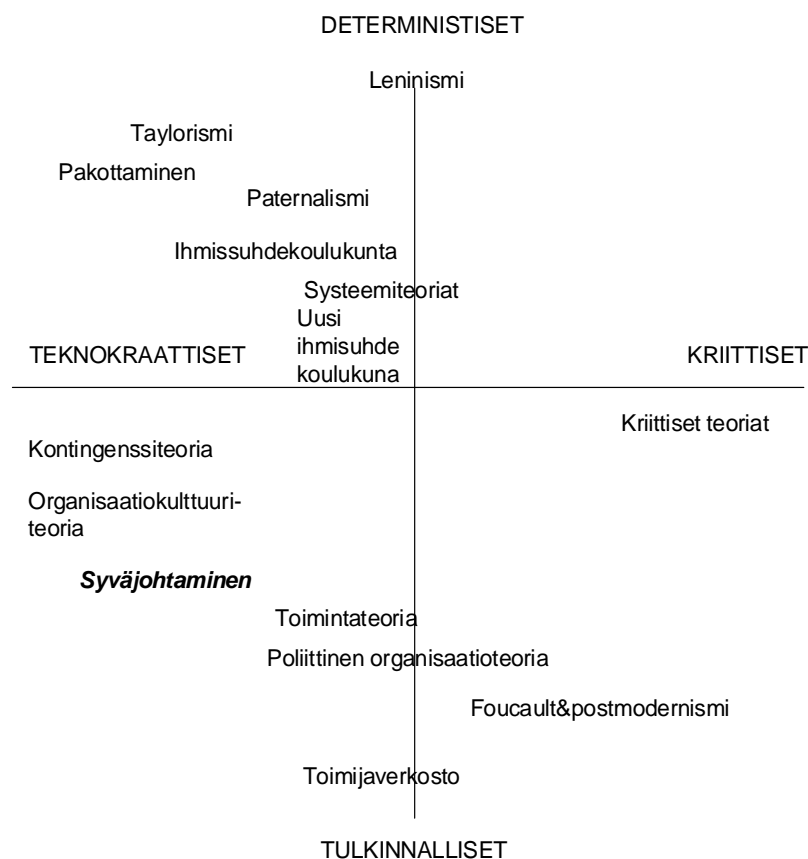 DETERMINISTISET
Leninismi
Taylorismi
Pakottaminen
Paternalismi
Ihmissuhdekoulukunta
Systeemiteoriat
Uusi
ihmisuhde
koulukuna
TEKNOKRAATTISET
KRIITTISET
Kriittiset teoriat
Kontingenssiteoria
Organisaatiokulttuuri-
teoria
Syväjohtaminen
Toimintateoria
Poliittinen organisaatioteoria
Foucault&postmodernismi
Toimijaverkosto
TULKINNALLISET